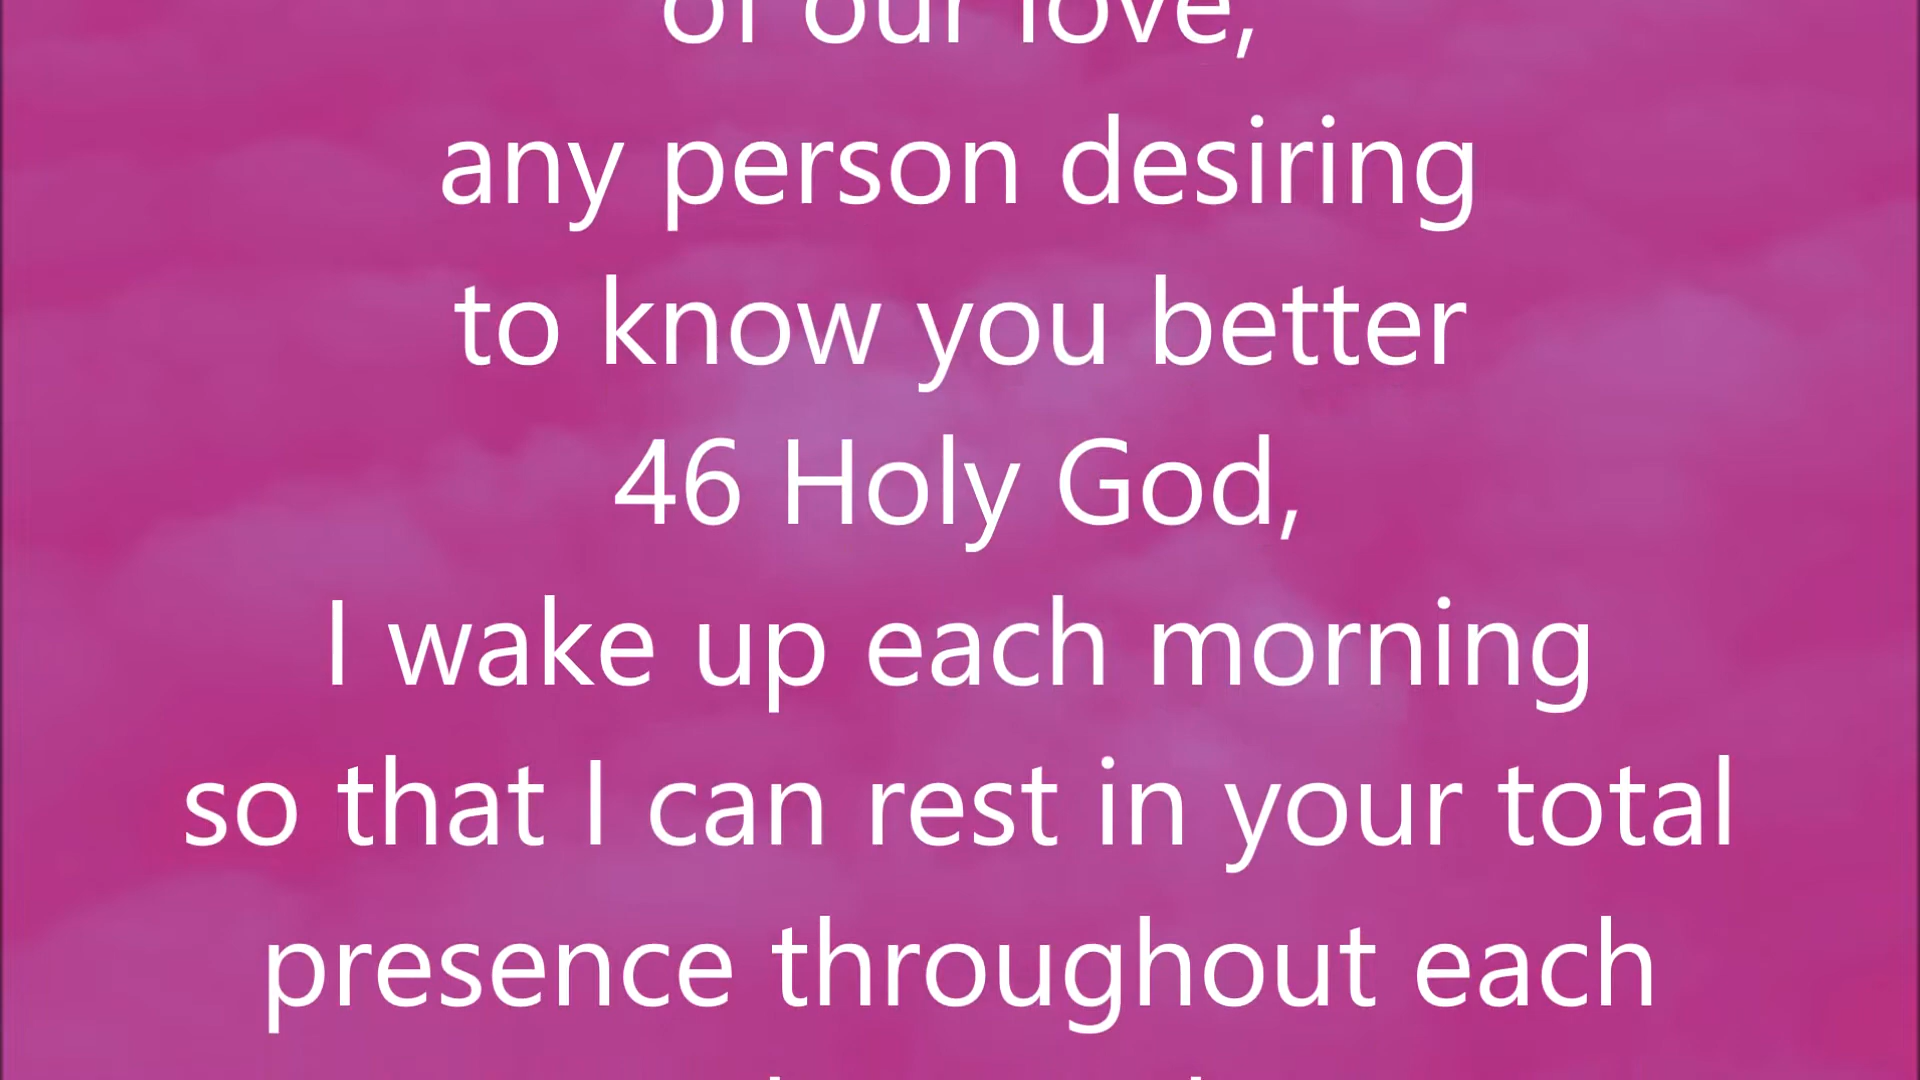 of our love,
any person desiring
to know you better
46 Holy God,
I wake up each morning
so that I can rest in your total
presence throughout each